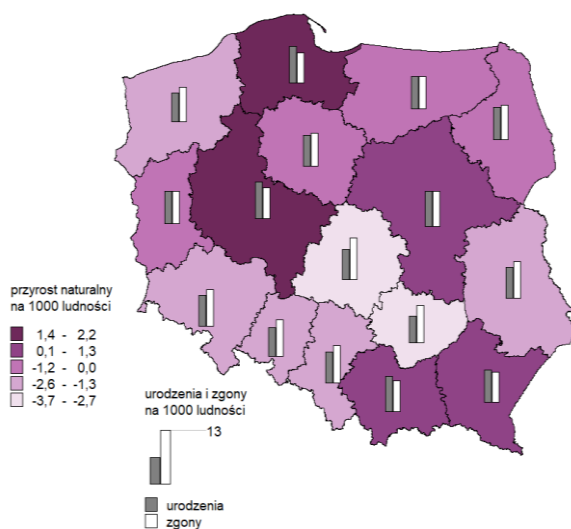 przyrost naturalny
na 1000 ludności
1,4 - 2,2
0,1 - 1,3
-1,2 - 0,0
-2,6 - -1,3
-3,7 - -2,7
urodzenia i zgony
na 1000 ludności
13
urodzenia
zgony